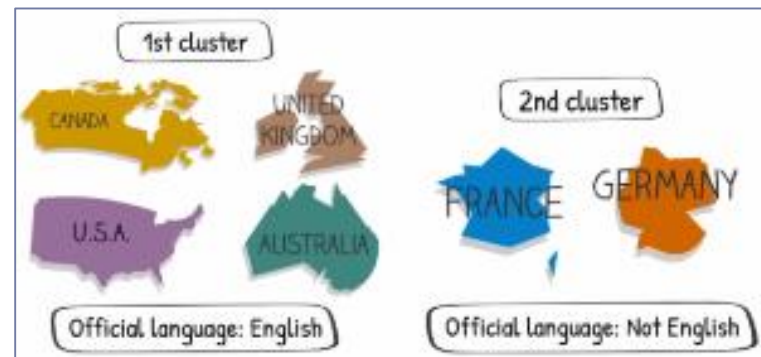 1st cluster
CANADA
UNITED
KINGDOM
U.S.A.
AUSTRALIA
Official language: English
2nd cluster
FRANCE
GERMANY
Official language: Not English